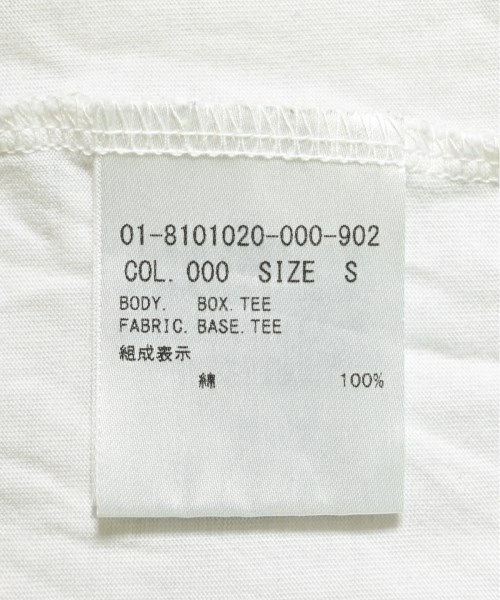 01-8101020-000-902
COL. 000 SIZE S
BODY. BOX. TEE
FABRIC. BASE. TEE
組成表示
綿 100%